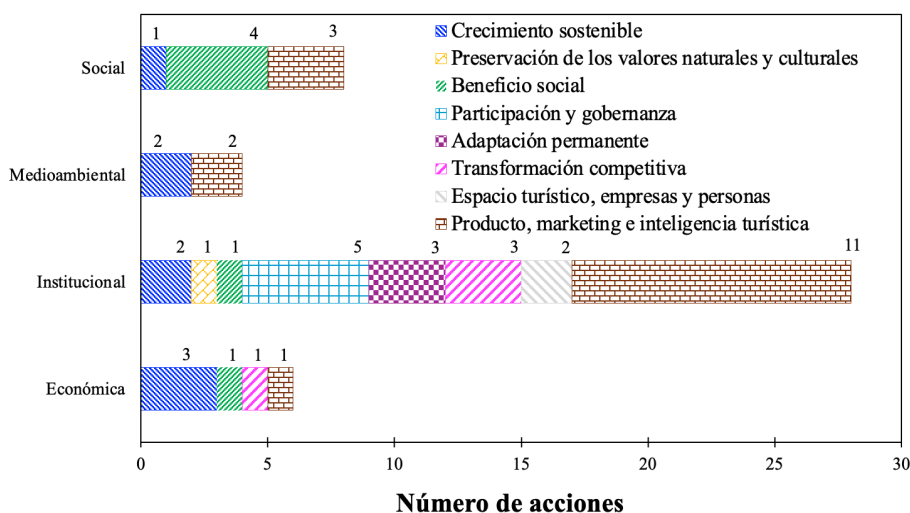 Crecimiento sostenible
Preservación de los valores naturales y culturales
Beneficio social
Participación y gobernanza
Adaptación permanente
Transformación competitiva
Espacio turístico, empresas y personas
Producto, marketing e inteligencia turística
1 4 3
Social
2 2
Medioambiental
2 1 1 5 3 3 2 11
Institucional
3 1 1 1
Económica
0 5 10 15 20 25 30
Número de acciones